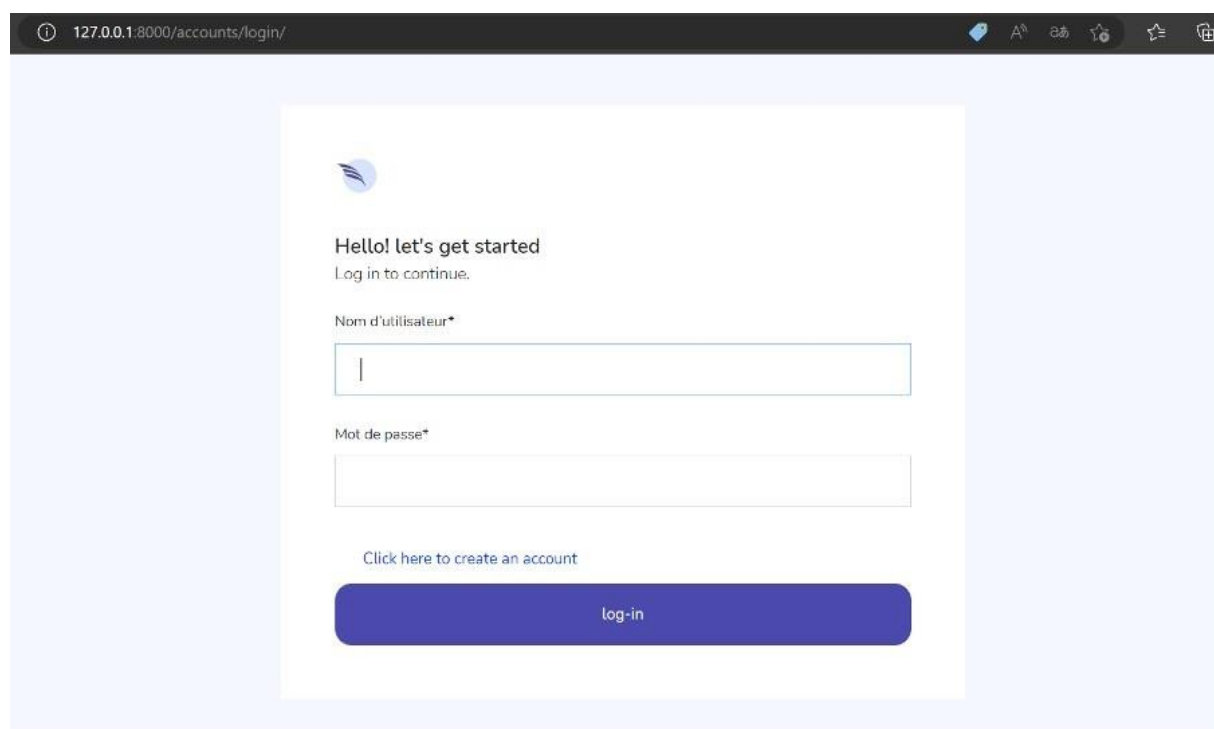 127.0.0.1:8000/accounts/login/
Hello! let's get started
Log in to continue.
Nom d'utilisateur*
Mot de passe*
Click here to create an account
log-in